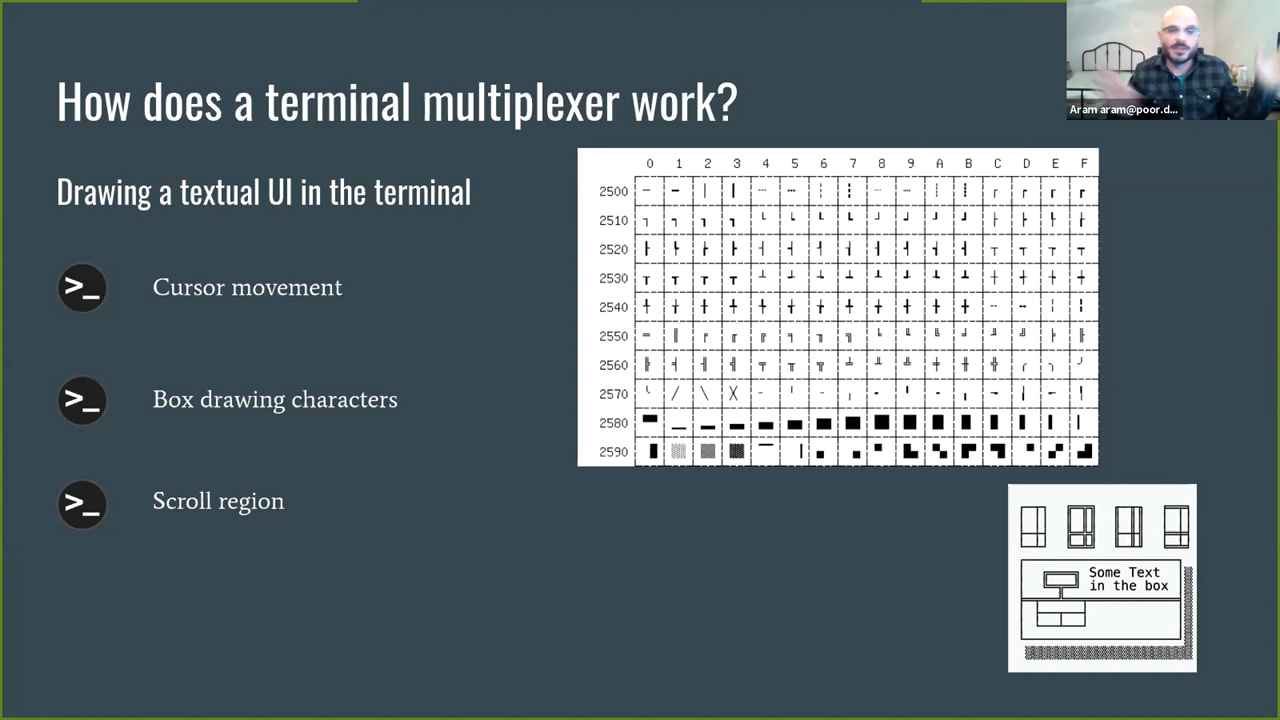 How does a terminal multiplexer work?
Aram aram@poor.d...
Drawing a textual UI in the terminal
>_ Cursor movement
>_ Box drawing characters
>_ Scroll region
0 1 2 3 4 5 6 7 8 9 A B C D E F
2500 ─ ━ │ ┃ ┄ ┅ ┆ ┇ ┈ ┉ ┊ ┋ ┌ ┍ ┎ ┏
2510 ┐ ┑ ┒ ┓ └ ┕ ┖ ┗ ┘ ┙ ┚ ┛ ├ ┝ ┞ ┟
2520 ┠ ┡ ┢ ┣ ┤ ┥ ┦ ┧ ┨ ┩ ┪ ┫ ┬ ┭ ┮ ┯
2530 ┰ ┱ ┲ ┳ ┴ ┵ ┶ ┷ ┸ ┹ ┺ ┻ ┼ ┽ ┾ ┿
2540 ╀ ╁ ╂ ╃ ╄ ╅ ╆ ╇ ╈ ╉ ╊ ╋ ╌ ╍ ╎ ╏
2550 ═ ║ ╒ ╓ ╔ ╕ ╖ ╗ ╘ ╙ ╚ ╛ ╜ ╝ ╞ ╟
2560 ╠ ╡ ╢ ╣ ╤ ╥ ╦ ╧ ╨ ╩ ╪ ╫ ╬ ╭ ╮ ╯
2570 ╰ ╱ ╲ ╳ ╴ ╵ ╶ ╷ ╸ ╹ ╺ ╻ ╼ ╽ ╾ ╿
2580 ▀ ▁ ▂ ▃ ▄ ▅ ▆ ▇ █ ▉ ▊ ▋ ▌ ▍ ▎ ▏
2590 ▐ ░ ▒ ▓ ▔ ▕ ▖ ▗ ▘ ▙ ▚ ▛ ▜ ▝ ▞ ▟
Some Text
in the box